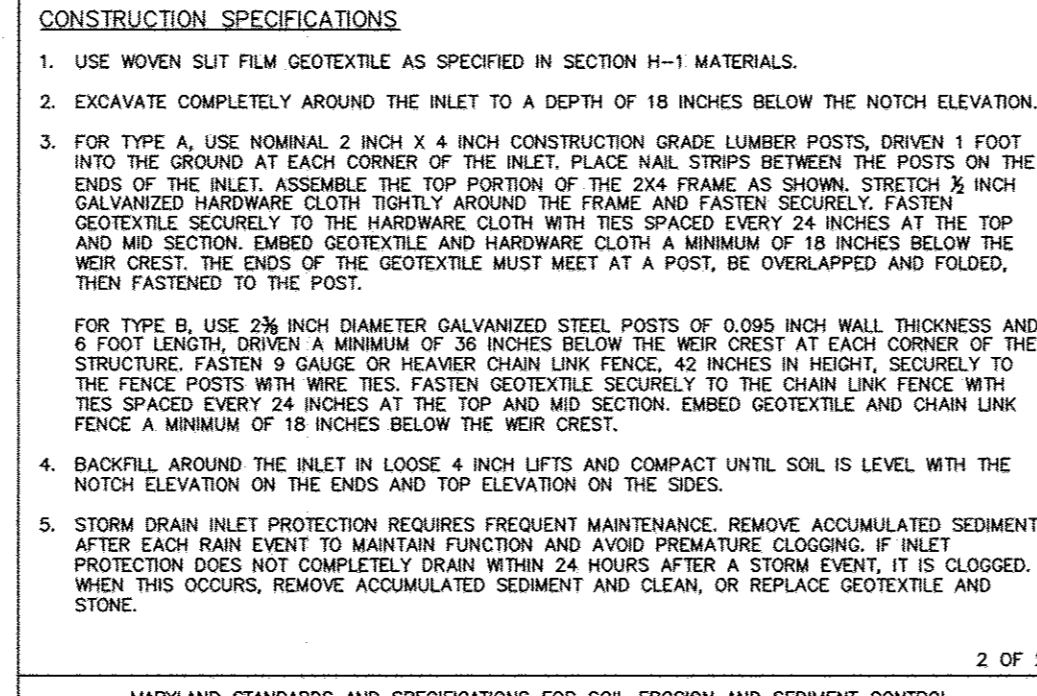 CONSTRUCTION SPECIFICATIONS
1. USE WOVEN SLIT FILM GEOTEXTILE AS SPECIFIED IN SECTION H-1 MATERIALS.
2. EXCAVATE COMPLETELY AROUND THE INLET TO A DEPTH OF 18 INCHES BELOW THE NOTCH ELEVATION.
3. FOR TYPE A, USE NOMINAL 2 INCH X 4 INCH CONSTRUCTION GRADE LUMBER POSTS, DRIVEN 1 FOOT
INTO THE GROUND AT EACH CORNER OF THE INLET. PLACE NAIL STRIPS BETWEEN THE POSTS ON THE
ENDS OF THE INLET. ASSEMBLE THE TOP PORTION OF THE 2X4 FRAME AS SHOWN. STRETCH ½ INCH
GALVANIZED HARDWARE CLOTH TIGHTLY AROUND THE FRAME AND FASTEN SECURELY. FASTEN
GEOTEXTILE SECURELY TO THE HARDWARE CLOTH WITH TIES SPACED EVERY 24 INCHES AT THE TOP
AND MID SECTION. EMBED GEOTEXTILE AND HARDWARE CLOTH A MINIMUM OF 18 INCHES BELOW THE
WEIR CREST. THE ENDS OF THE GEOTEXTILE MUST MEET AT A POST, BE OVERLAPPED AND FOLDED,
THEN FASTENED TO THE POST.
FOR TYPE B, USE 2⅜ INCH DIAMETER GALVANIZED STEEL POSTS OF 0.095 INCH WALL THICKNESS AND
6 FOOT LENGTH, DRIVEN A MINIMUM OF 36 INCHES BELOW THE WEIR CREST AT EACH CORNER OF THE
STRUCTURE. FASTEN 9 GAUGE OR HEAVIER CHAIN LINK FENCE, 42 INCHES IN HEIGHT, SECURELY TO
THE FENCE POSTS WITH WIRE TIES. FASTEN GEOTEXTILE SECURELY TO THE CHAIN LINK FENCE WITH
TIES SPACED EVERY 24 INCHES AT THE TOP AND MID SECTION. EMBED GEOTEXTILE AND CHAIN LINK
FENCE A MINIMUM OF 18 INCHES BELOW THE WEIR CREST.
4. BACKFILL AROUND THE INLET IN LOOSE 4 INCH LIFTS AND COMPACT UNTIL SOIL IS LEVEL WITH THE
NOTCH ELEVATION ON THE ENDS AND TOP ELEVATION ON THE SIDES.
5. STORM DRAIN INLET PROTECTION REQUIRES FREQUENT MAINTENANCE. REMOVE ACCUMULATED SEDIMENT
AFTER EACH RAIN EVENT TO MAINTAIN FUNCTION AND AVOID PREMATURE CLOGGING. IF INLET
PROTECTION DOES NOT COMPLETELY DRAIN WITHIN 24 HOURS AFTER A STORM EVENT, IT IS CLOGGED.
WHEN THIS OCCURS, REMOVE ACCUMULATED SEDIMENT AND CLEAN, OR REPLACE GEOTEXTILE AND
STONE.
2 OF
MARYLAND STANDARDS AND SPECIFICATIONS FOR SOIL EROSION AND SEDIMENT CONTROL